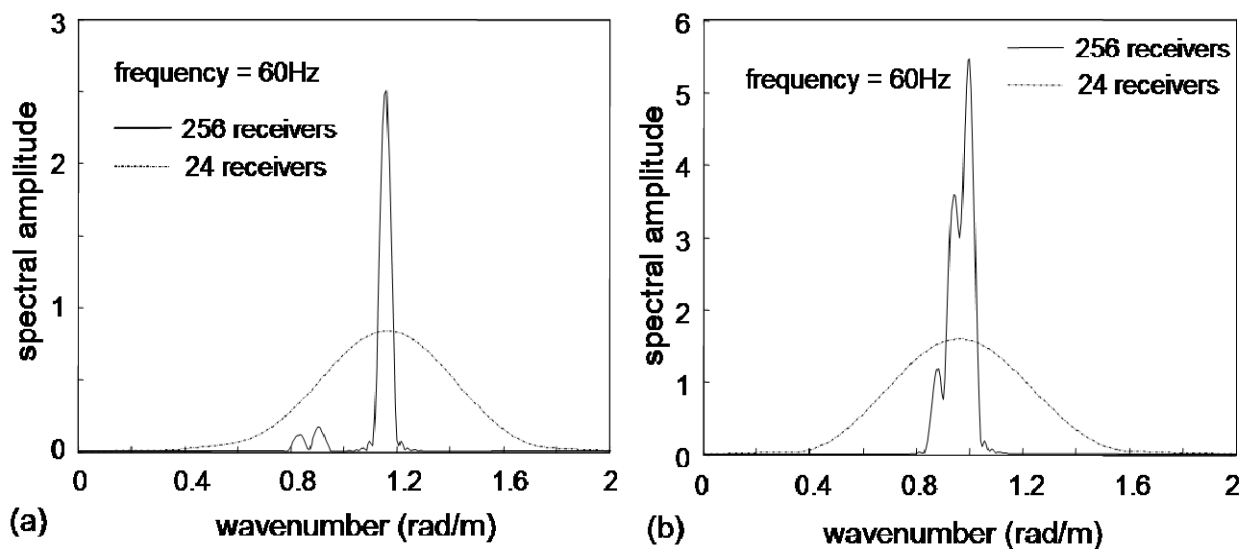 3
2
1
0
spectral amplitude
frequency = 60Hz
256 receivers
24 receivers
0 0.4 0.8 1.2 1.6 2
wavenumber (rad/m)
(a)
6
5
4
3
2
1
0
spectral amplitude
256 receivers
frequency = 60Hz
24 receivers
0 0.4 0.8 1.2 1.6 2
wavenumber (rad/m)
(b)